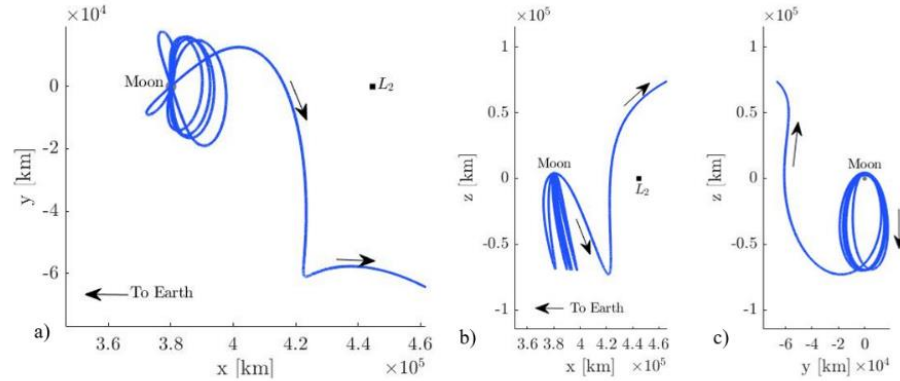 ×10⁴
0
-2
-4
-6
y [km]
Moon
L₂
To Earth
a)
3.6
3.8
4
4.2
4.4
4.6
×10⁵
x [km]
×10⁵
1
0.5
0
-0.5
-1
z [km]
Moon
L₂
To Earth
b)
3.6 3.8 4 4.2 4.4 4.6
×10⁵
x [km]
×10⁵
1
0.5
0
-0.5
-1
z [km]
Moon
c)
-6 -4 -2 0
y [km] ×10⁴